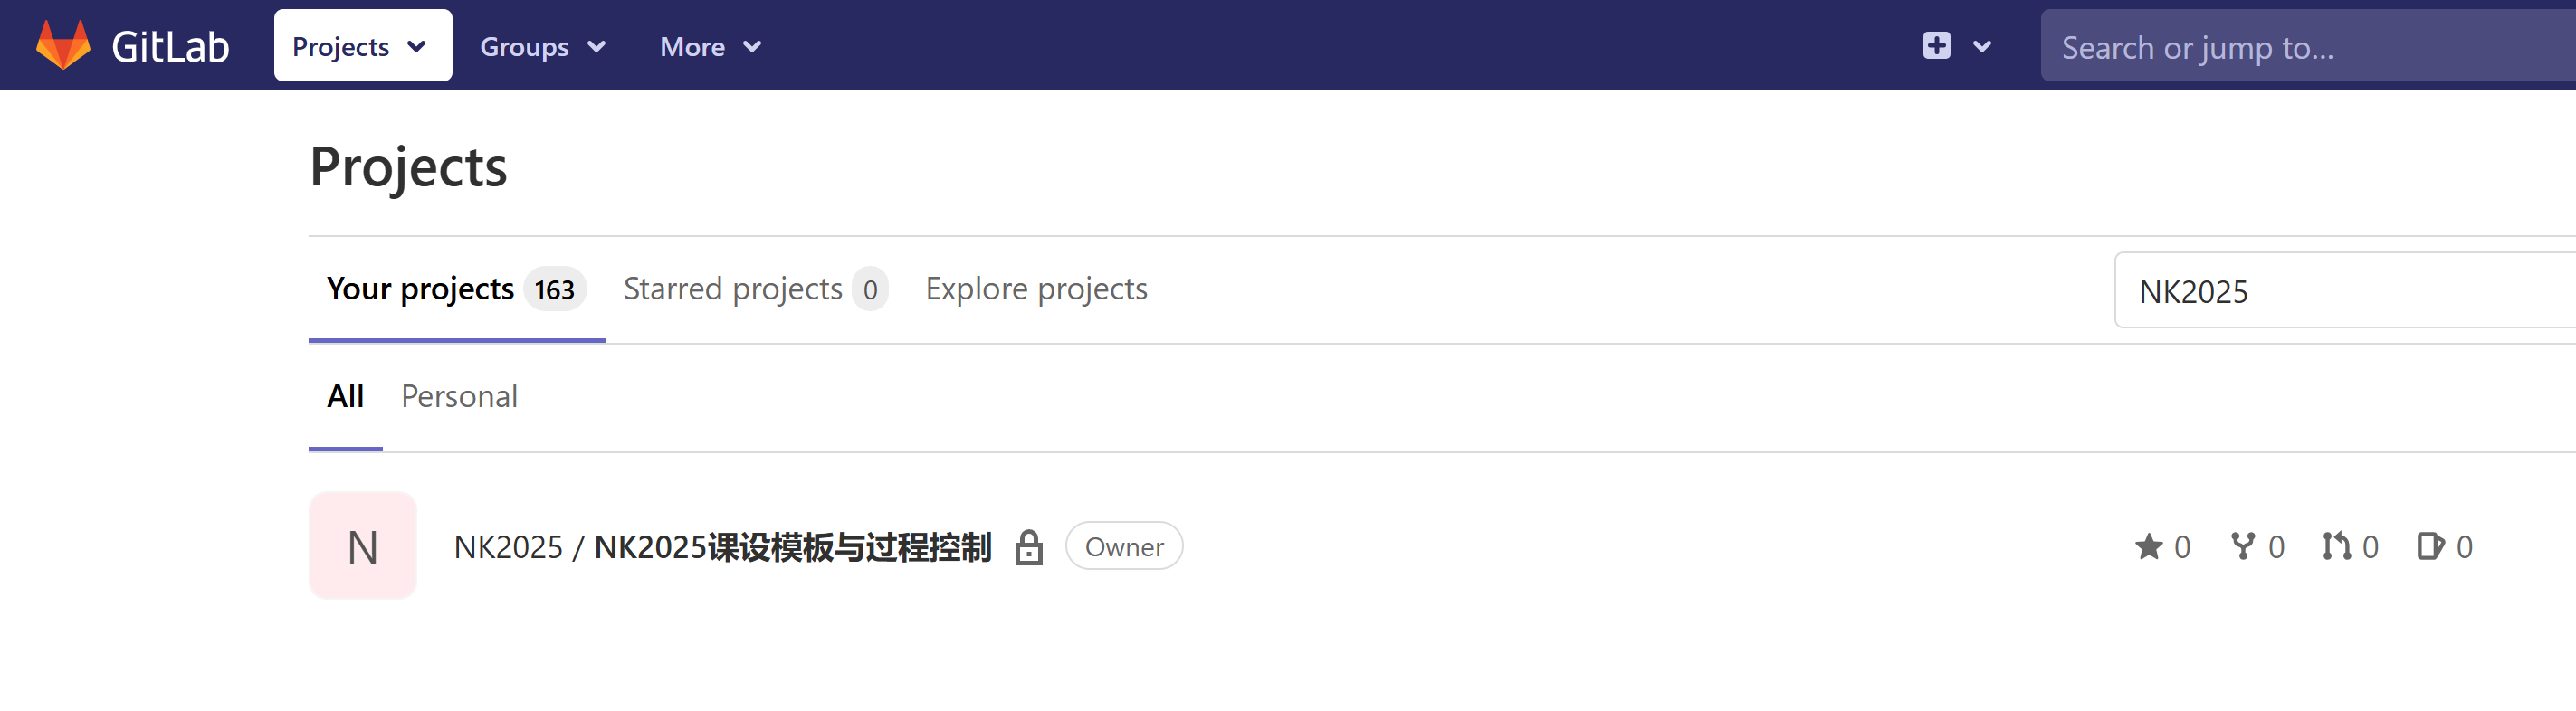 GitLab Projects Groups More Search or jump to...
Projects
Your projects 163 Starred projects 0 Explore projects NK2025
All Personal
N NK2025 / NK2025课设模板与过程控制 Owner 0 0 0 0